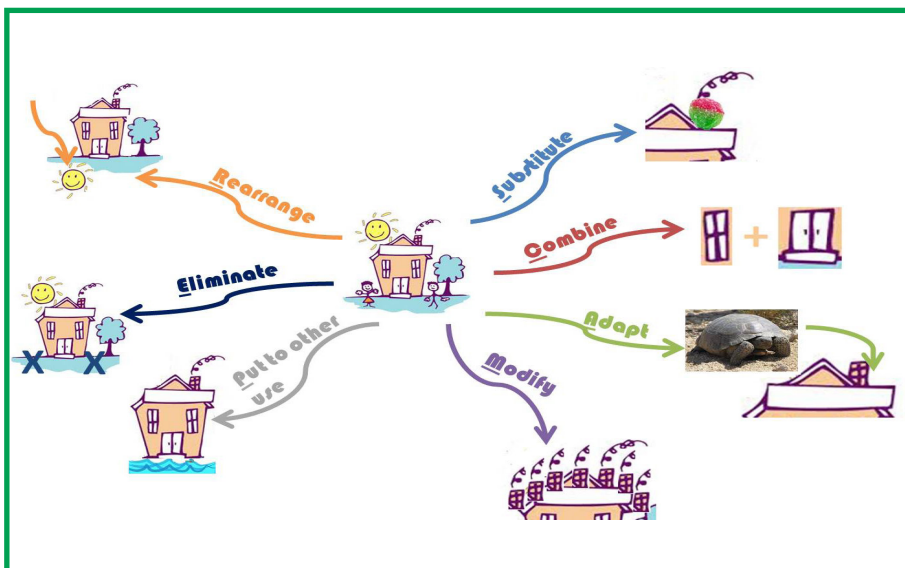 Substitute
Combine
Adapt
Modify
Put to other
use
Eliminate
X X
Rearrange